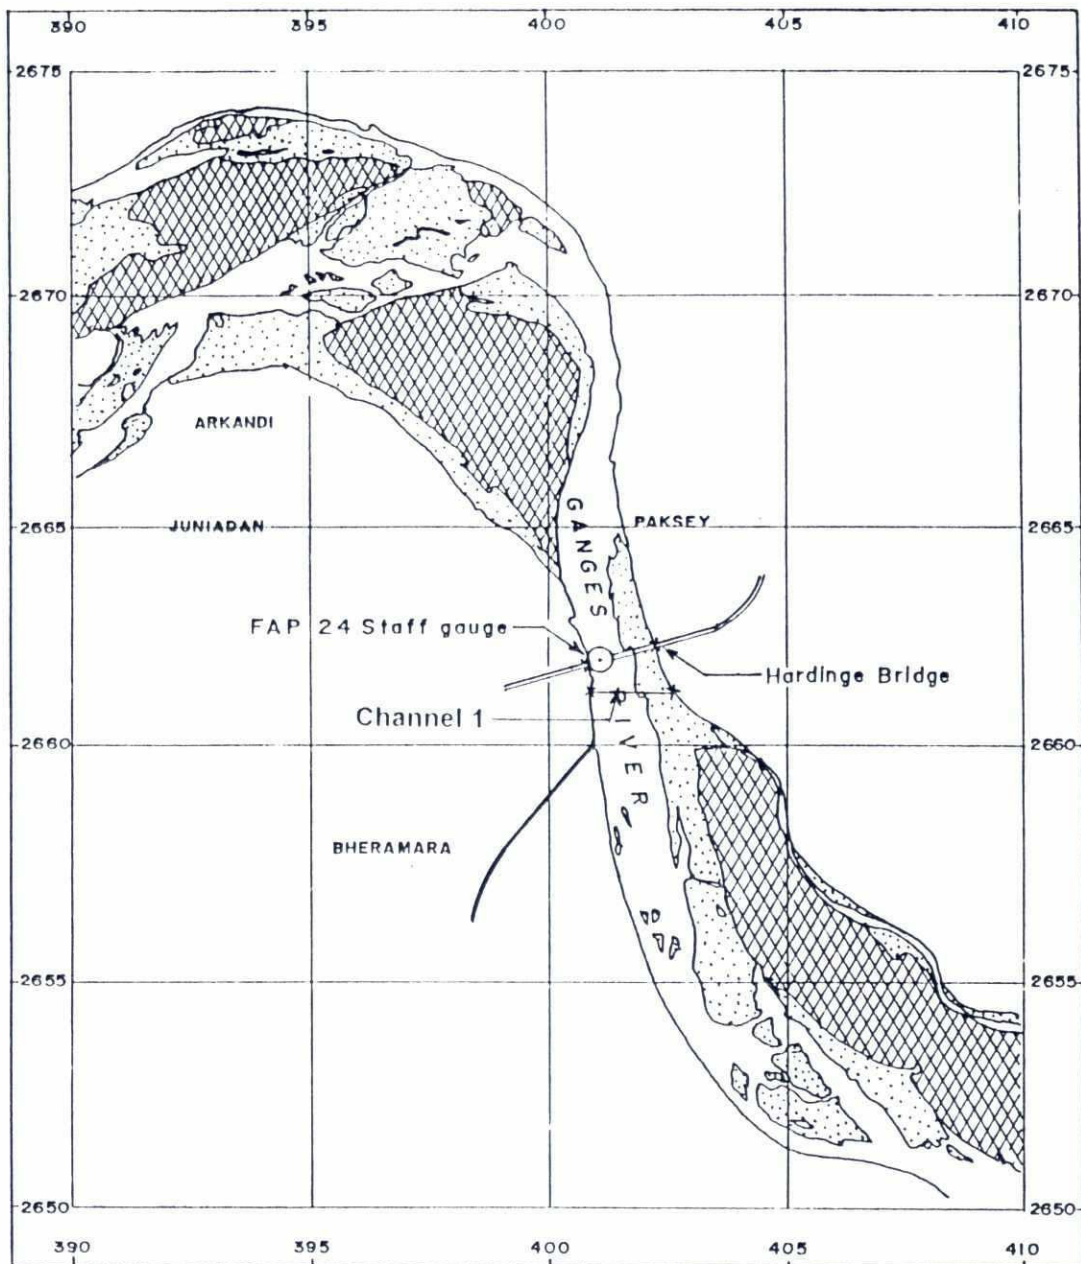 390 395 400 405 410
2675 2675
2670 2670
ARKANDI
JUNIADAN
2665 2665
GANGES
PAKSEY
FAP 24 Staff gauge
Hardinge Bridge
Channel 1
RIVER
2660 2660
BHERAMARA
2655 2655
2650 2650
390 395 400 405 410